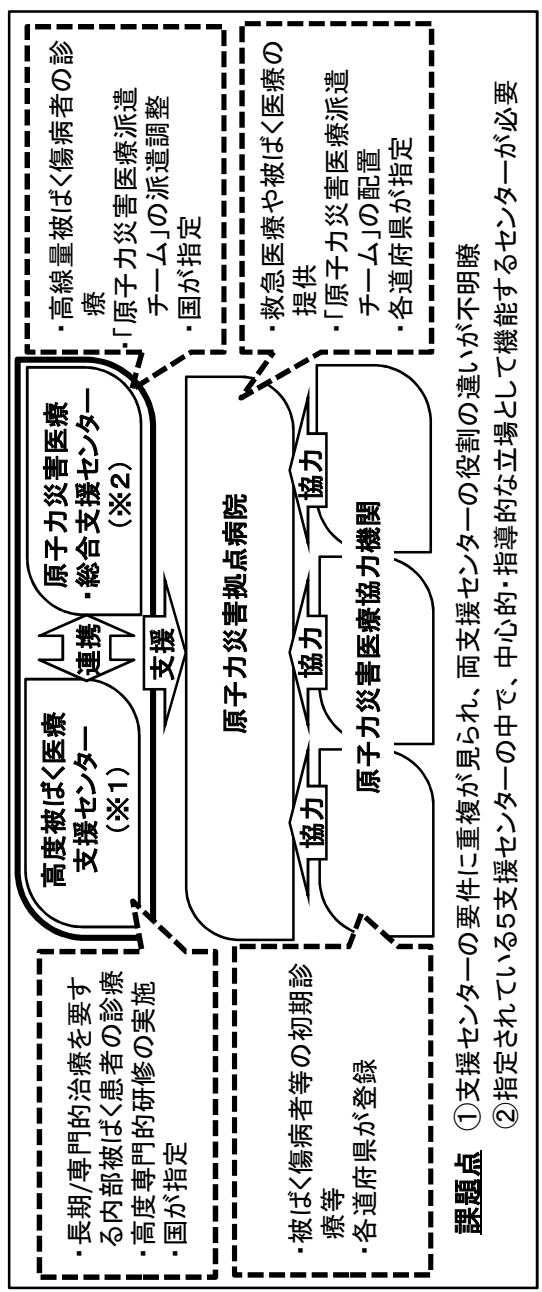 ・長期/専門的治療を要す
る内部被ばく患者の診療
・高度専門的研修の実施
・国が指定
高度被ばく医療
支援センター
(※1)
連携
原子力災害医療
・総合支援センター
(※2)
・高線量被ばく傷病者の診
療
・「原子力災害医療派遣
チーム」の派遣調整
・国が指定
支援
原子力災害拠点病院
・救急医療や被ばく医療の
提供
・「原子力災害医療派遣
チーム」の配置
・各道府県が指定
協力
協力
協力
原子力災害医療協力機関
・被ばく傷病者等の初期診
療等
・各道府県が登録
課題点 ①支援センターの要件に重複が見られ、両支援センターの役割の違いが不明瞭
②指定されている5支援センターの中で、中心的・指導的な立場として機能するセンターが必要